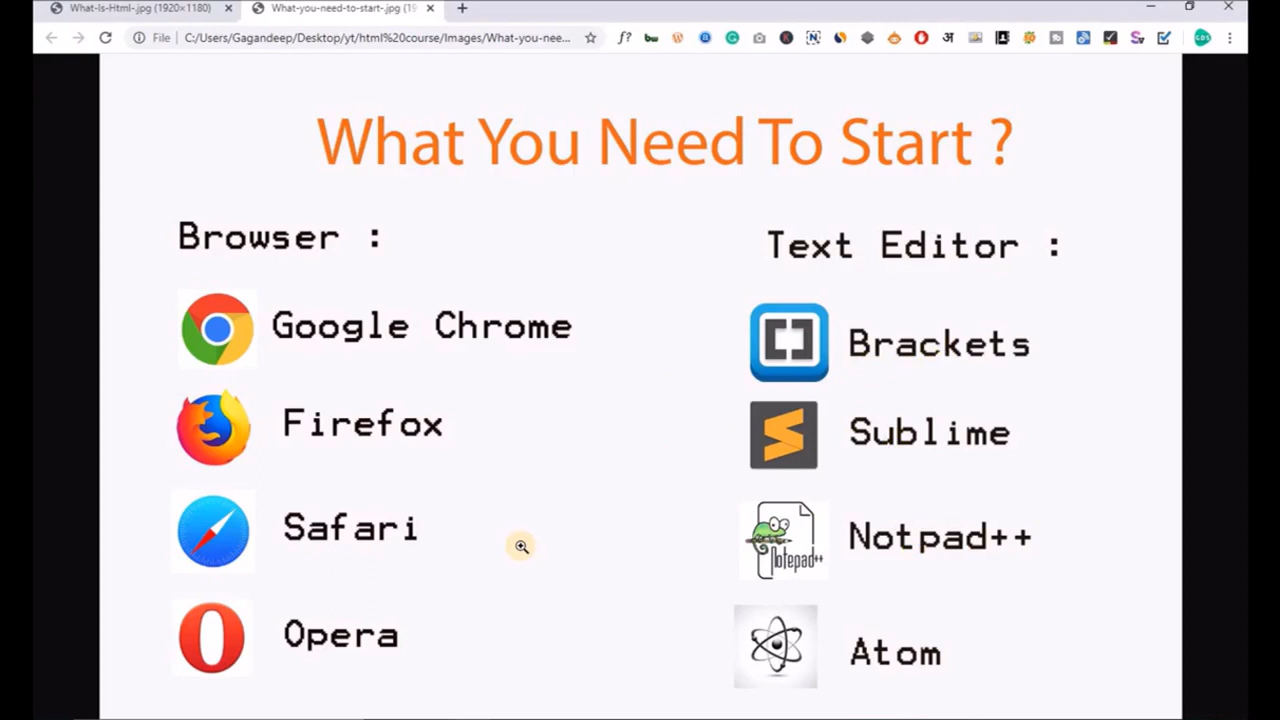 What-Is-Html-.jpg (1920×1180)
What-you-need-to-start-.jpg (19
File
C:/Users/Gagandeep/Desktop/yt/html%20course/Images/What-you-nee...
What You Need To Start ?
Browser :
Google Chrome
Firefox
Safari
Opera
Text Editor :
Brackets
Sublime
Notepad++
Notpad++
Atom